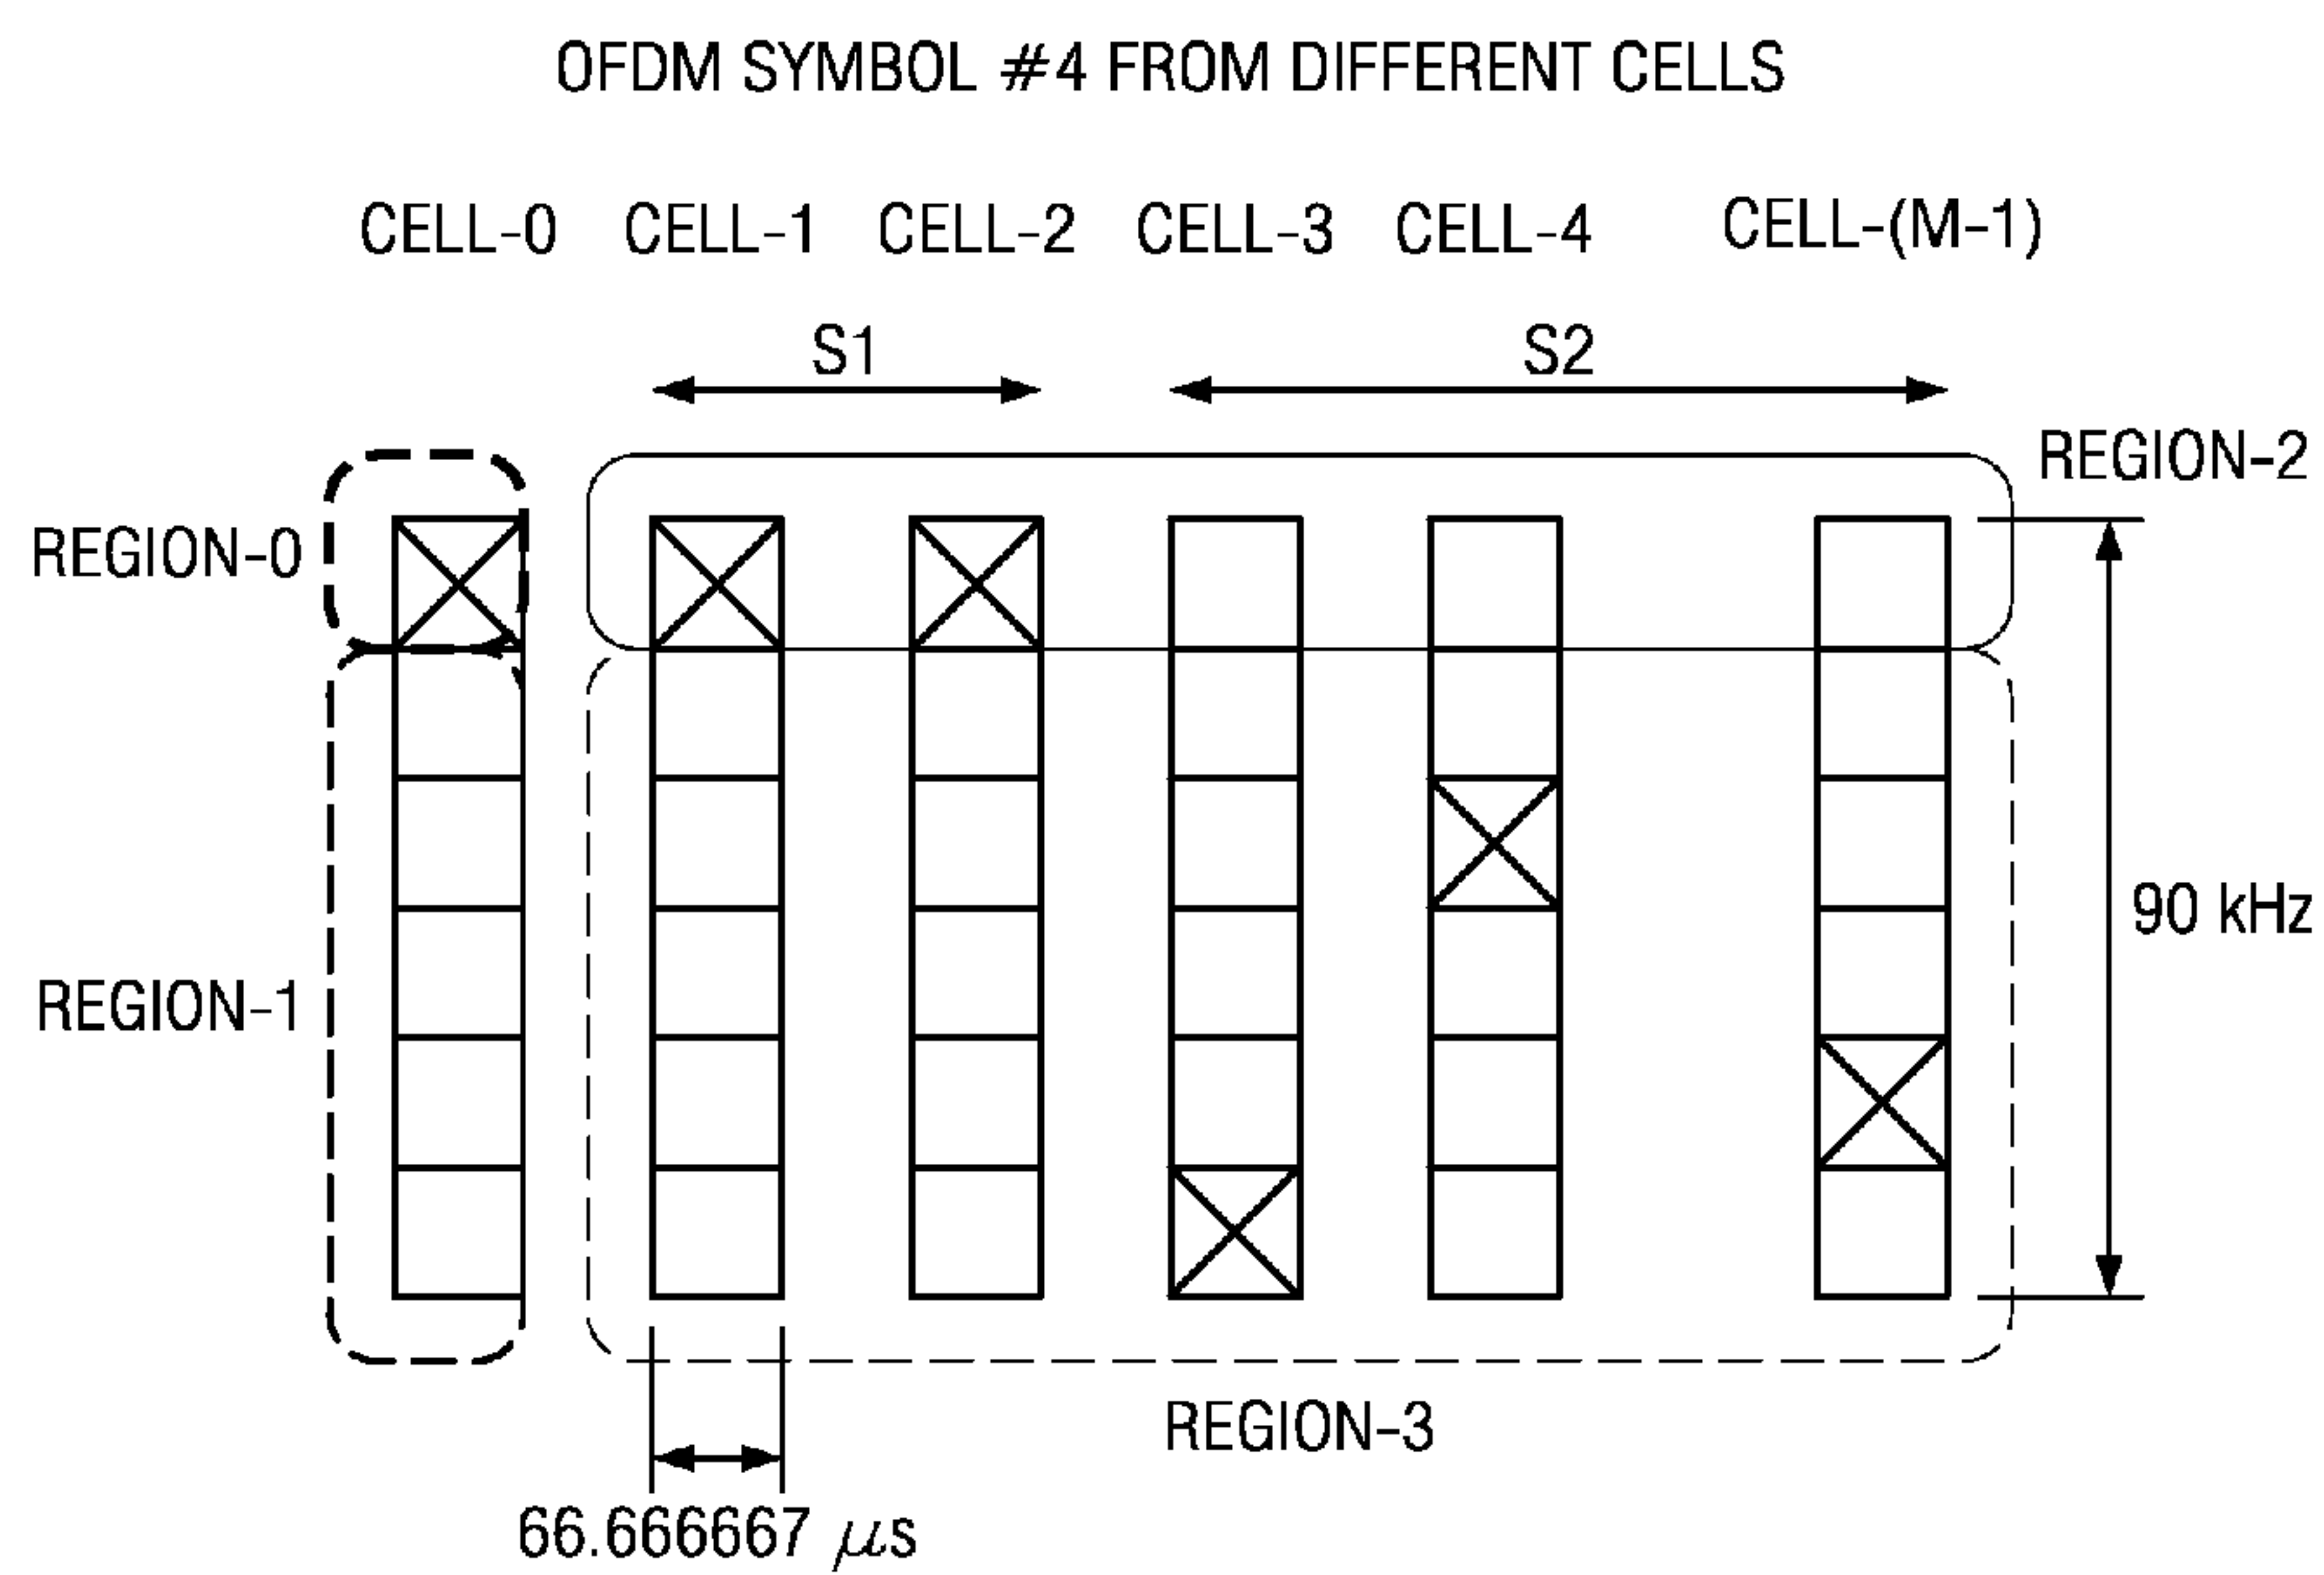 OFDM SYMBOL #4 FROM DIFFERENT CELLS
CELL-0 CELL-1 CELL-2 CELL-3 CELL-4 CELL-(M-1)
S1 S2
REGION-2
REGION-0
90 kHz
REGION-1
REGION-3
66.666667 μs